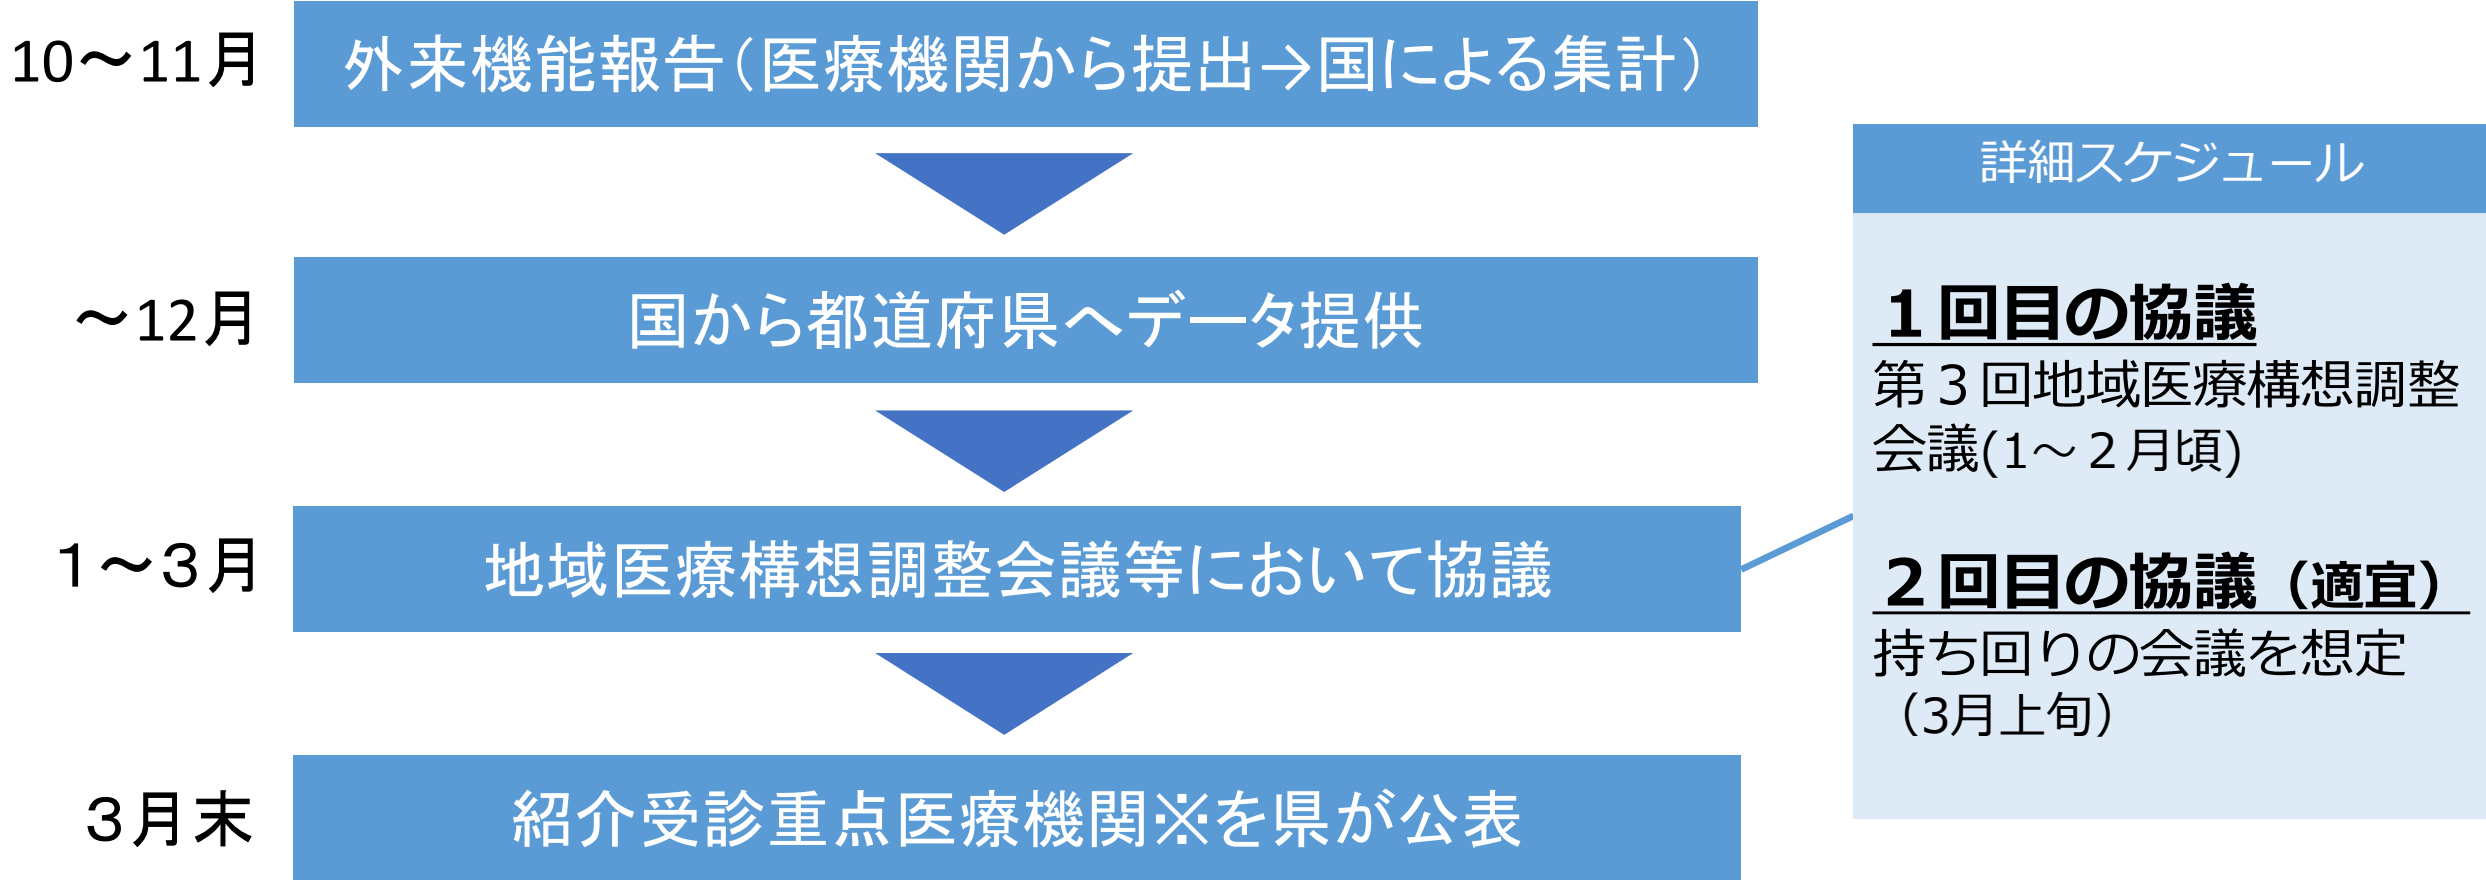 10～11月
外来機能報告（医療機関から提出→国による集計）
～12月
国から都道府県へデータ提供
１～３月
地域医療構想調整会議等において協議
３月末
紹介受診重点医療機関※を県が公表
詳細スケジュール
１回目の協議
第３回地域医療構想調整
会議(1～２月頃)
２回目の協議（適宜）
持ち回りの会議を想定
（3月上旬）